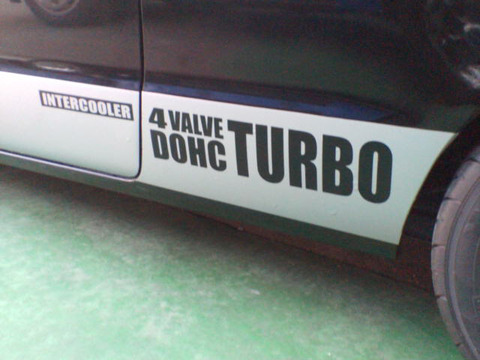 INTERCOOLER
4 VALVE
DOHC TURBO